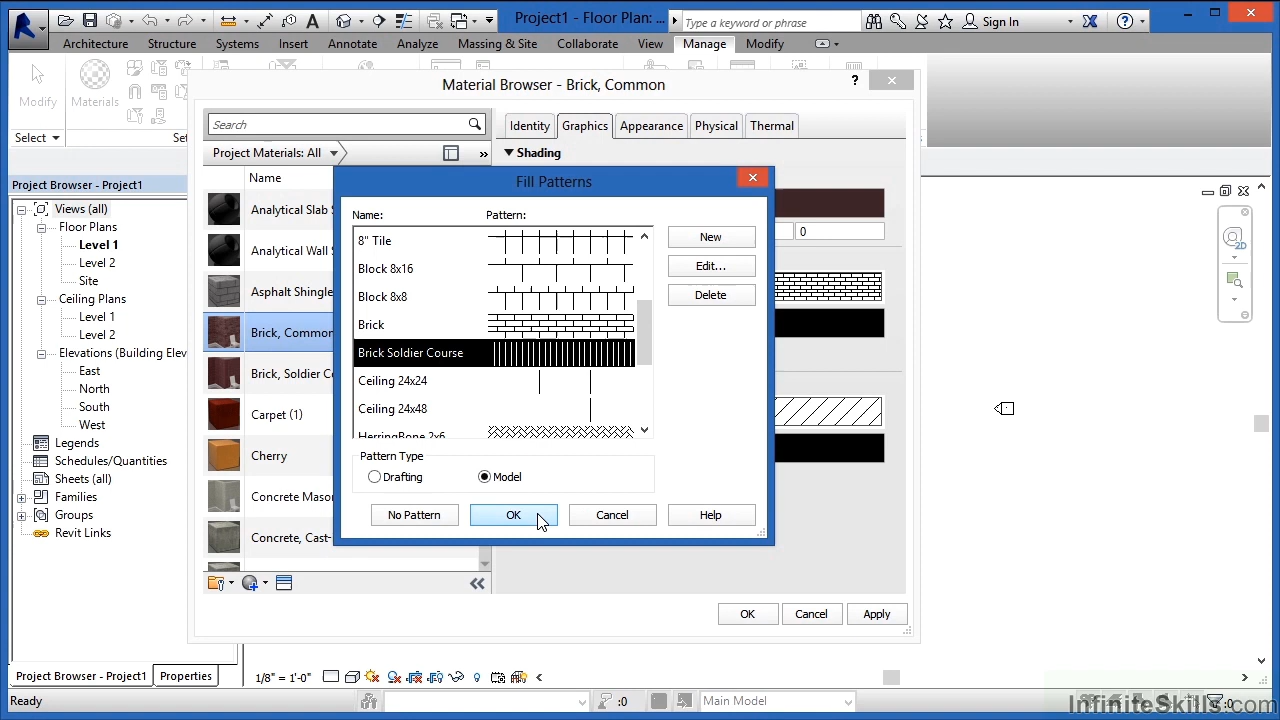 Project1 - Floor Plan: ...
Type a keyword or phrase
Sign In
Architecture Structure Systems Insert Annotate Analyze Massing & Site Collaborate View Manage Modify
Modify
Materials
Select
Material Browser - Brick, Common
Search
Identity Graphics Appearance Physical Thermal
Project Materials: All
Shading
Name
Project Browser - Project1
Views (all)
Floor Plans
Level 1
Level 2
Site
Ceiling Plans
Level 1
Level 2
Elevations (Building Elev
East
North
South
West
Legends
Schedules/Quantities
Sheets (all)
Families
Groups
Revit Links
Project Browser - Project1
Properties
Analytical Slab
Analytical Wall
Asphalt Shingle
Brick, Common
Brick, Soldier C
Carpet (1)
Cherry
Concrete Mason
Concrete, Cast-
Fill Patterns
Name: Pattern:
8" Tile
Block 8x16
Block 8x8
Brick
Brick Soldier Course
Ceiling 24x24
Ceiling 24x48
HerringBone 2x6
New
Edit...
Delete
0
Pattern Type
Drafting Model
No Pattern OK Cancel Help
OK Cancel Apply
2D
1/8" = 1'-0"
Ready
:0
Main Model
:0
InfiniteSkills.com